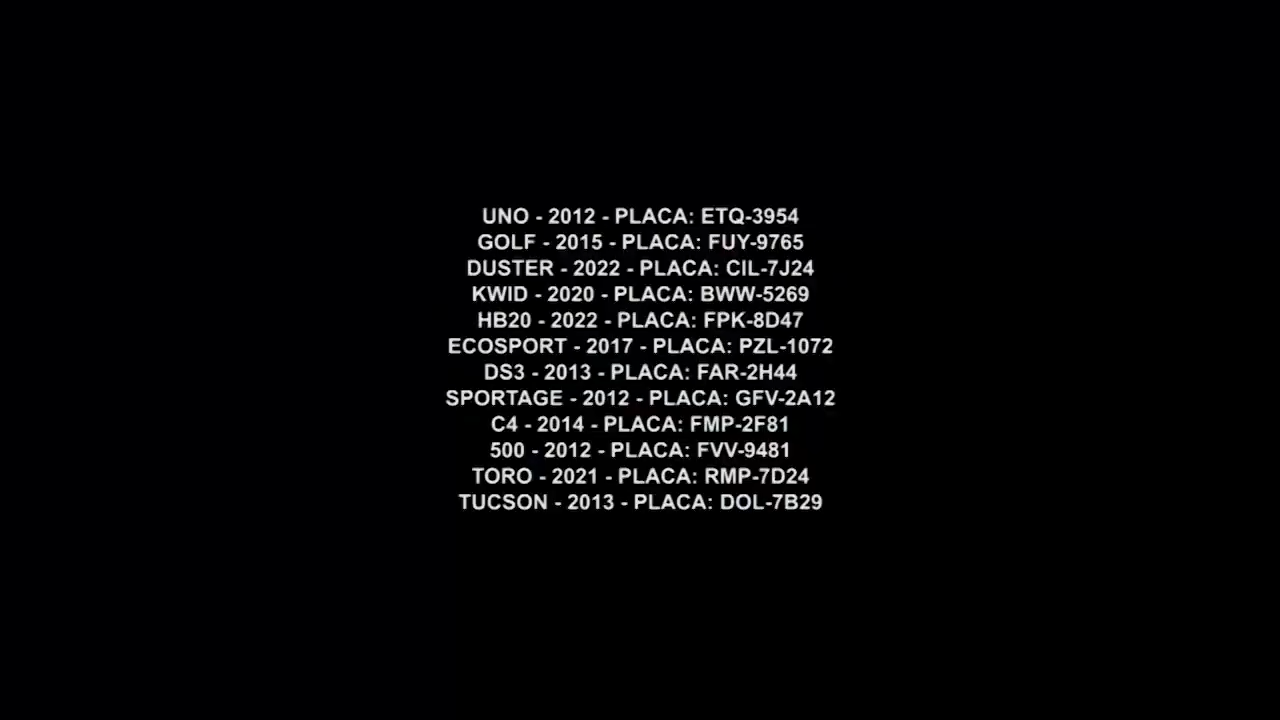 UNO - 2012 - PLACA: ETQ-3954
GOLF - 2015 - PLACA: FUY-9765
DUSTER - 2022 - PLACA: CIL-7J24
KWID - 2020 - PLACA: BWW-5269
HB20 - 2022 - PLACA: FPK-8D47
ECOSPORT - 2017 - PLACA: PZL-1072
DS3 - 2013 - PLACA: FAR-2H44
SPORTAGE - 2012 - PLACA: GFV-2A12
C4 - 2014 - PLACA: FMP-2F81
500 - 2012 - PLACA: FVV-9481
TORO - 2021 - PLACA: RMP-7D24
TUCSON - 2013 - PLACA: DOL-7B29